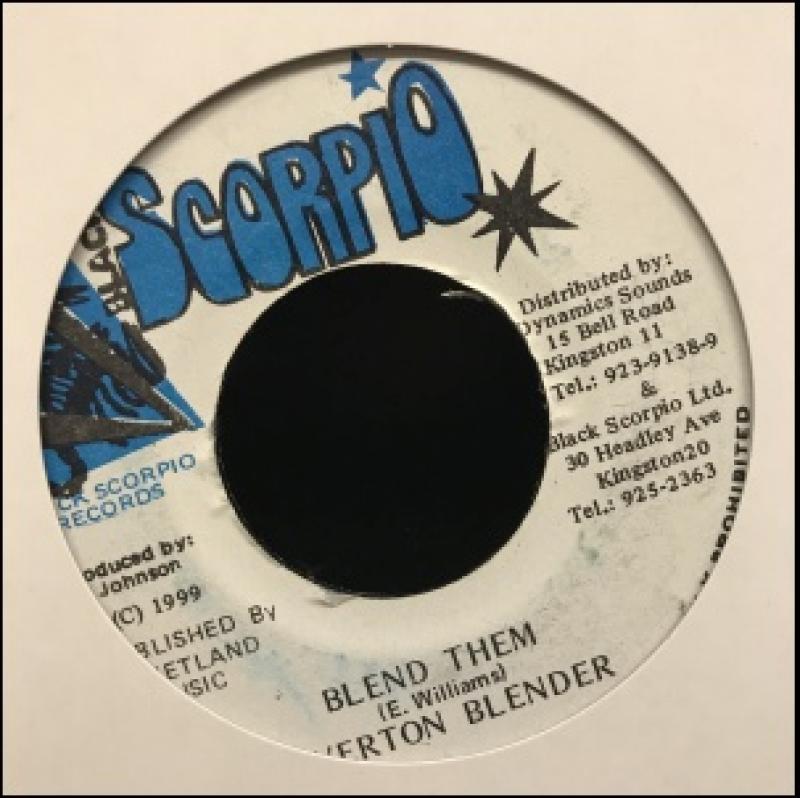 BLACK
SCORPIO
Distributed by:
Dynamics Sounds
15 Bell Road
Kingston 11
Tel.: 923-9138-9
&
Black Scorpio Ltd.
30 Headley Ave
Kingston20
Tel.: 925-2363
PROHIBITED
CK SCORPIO
RECORDS
oduced by:
Johnson
(C) 1999
BLISHED By
ETLAND
SIC
BLEND THEM
(E. Williams)
VERTON BLENDER